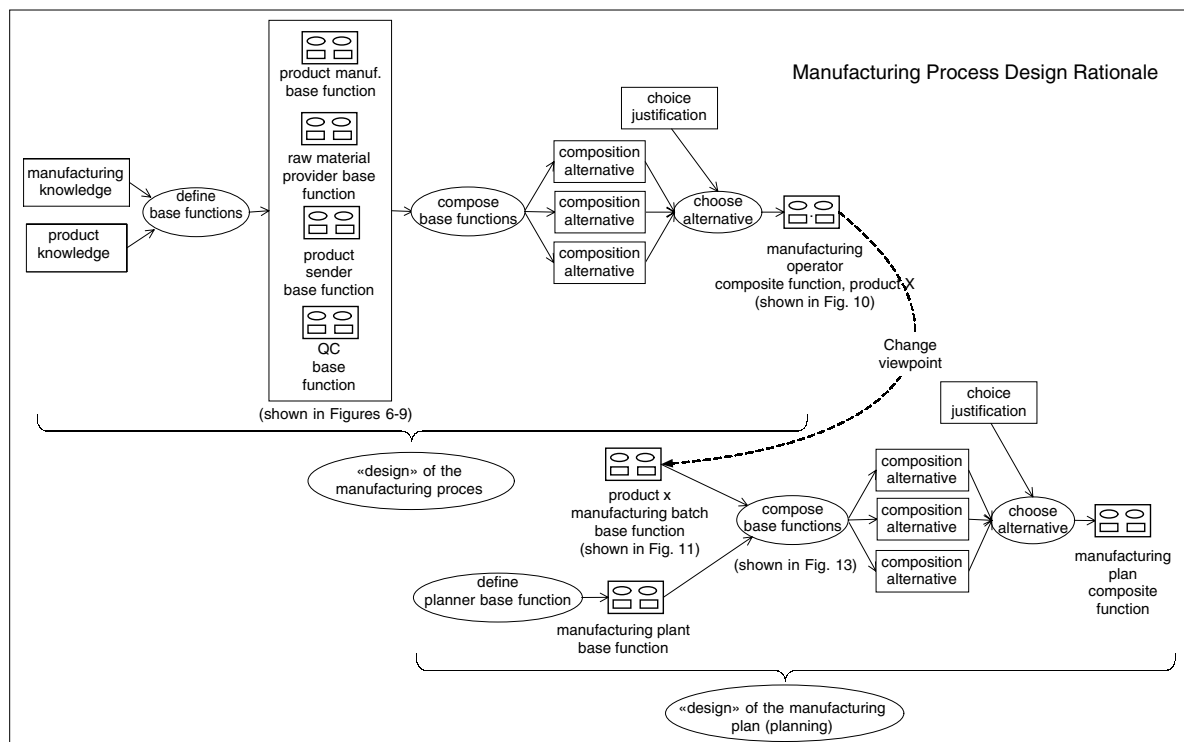 Manufacturing Process Design Rationale
product manuf.
base function
raw material
provider base
function
product
sender
base function
QC
base
function
(shown in Figures 6-9)
manufacturing
knowledge
product
knowledge
define
base functions
compose
base functions
composition
alternative
composition
alternative
composition
alternative
choice
justification
choose
alternative
manufacturing
operator
composite function, product X
(shown in Fig. 10)
Change
viewpoint
«design» of the
manufacturing proces
product x
manufacturing batch
base function
(shown in Fig. 11)
define
planner base function
manufacturing plant
base function
compose
base functions
(shown in Fig. 13)
composition
alternative
composition
alternative
composition
alternative
choice
justification
choose
alternative
manufacturing
plan
composite
function
«design» of the manufacturing
plan (planning)